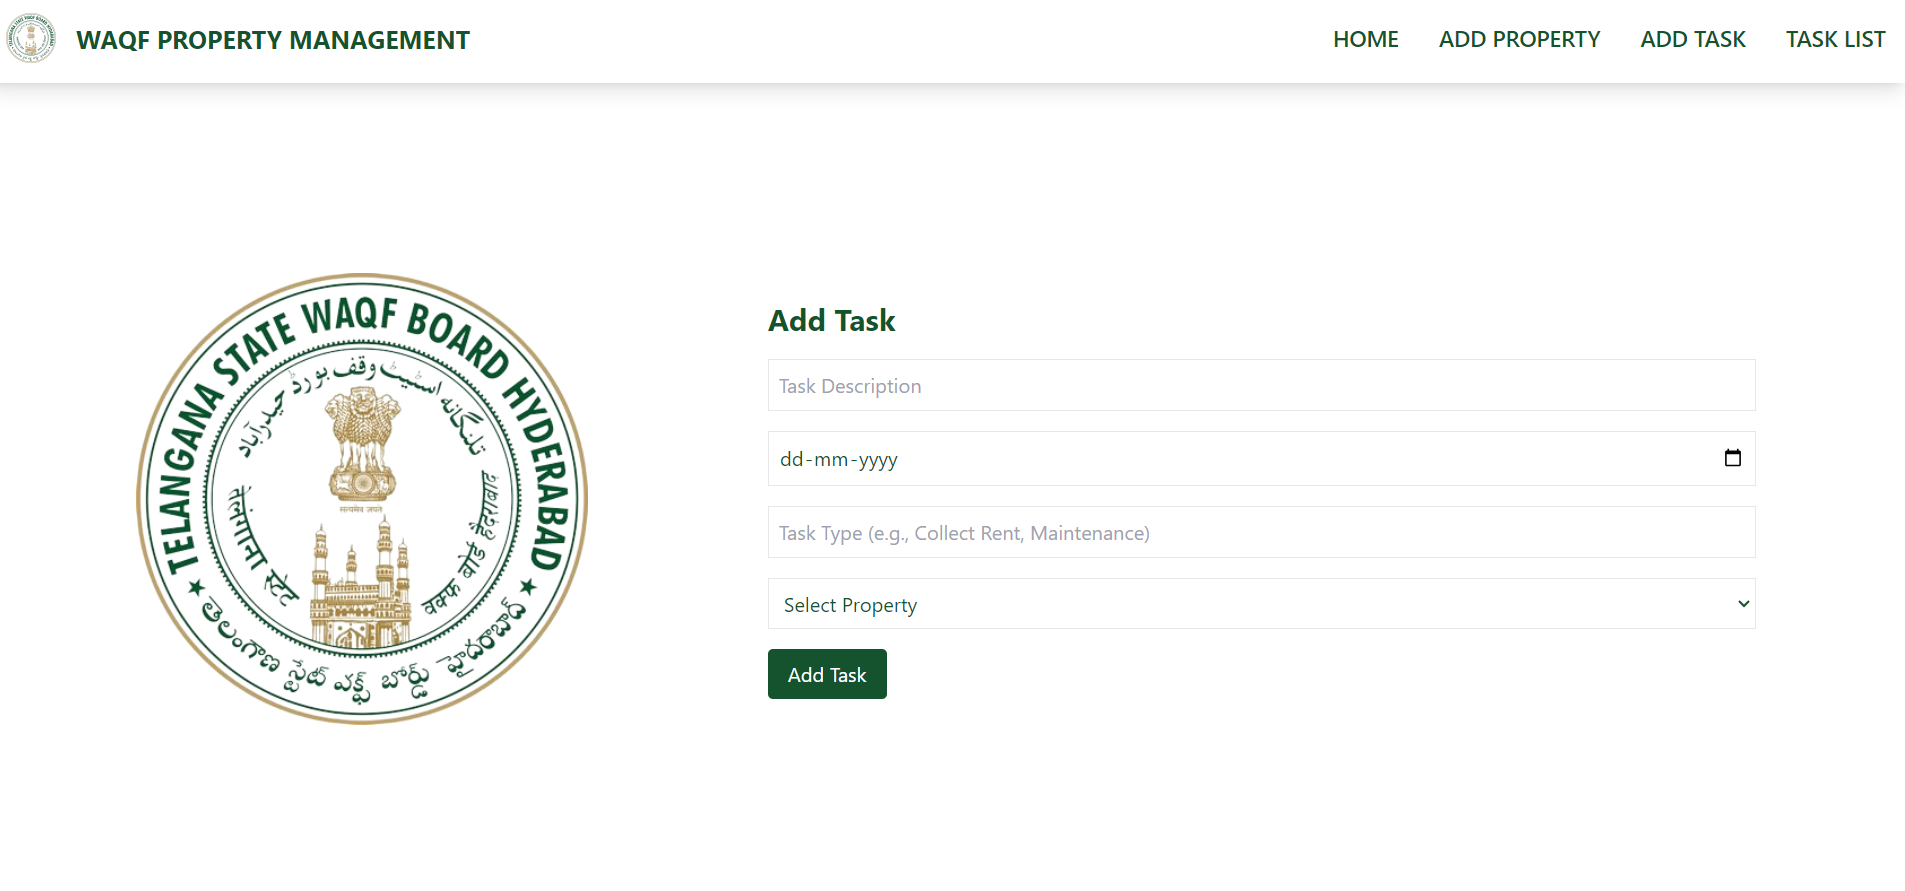 WAQF PROPERTY MANAGEMENT
HOME
ADD PROPERTY
ADD TASK
TASK LIST
TELANGANA STATE WAQF BOARD HYDERABAD
تلنگانہ اسٹیٹ وقف بورڈ حیدرآباد
सत्यमेव जयते
तेलंगाना स्टेट वक्फ बोर्ड हैदराबाद
తెలంగాణ స్టేట్ వక్ఫ్ బోర్డు హైదరాబాద్
Add Task
Task Description
dd-mm-yyyy
Task Type (e.g., Collect Rent, Maintenance)
Select Property
Add Task